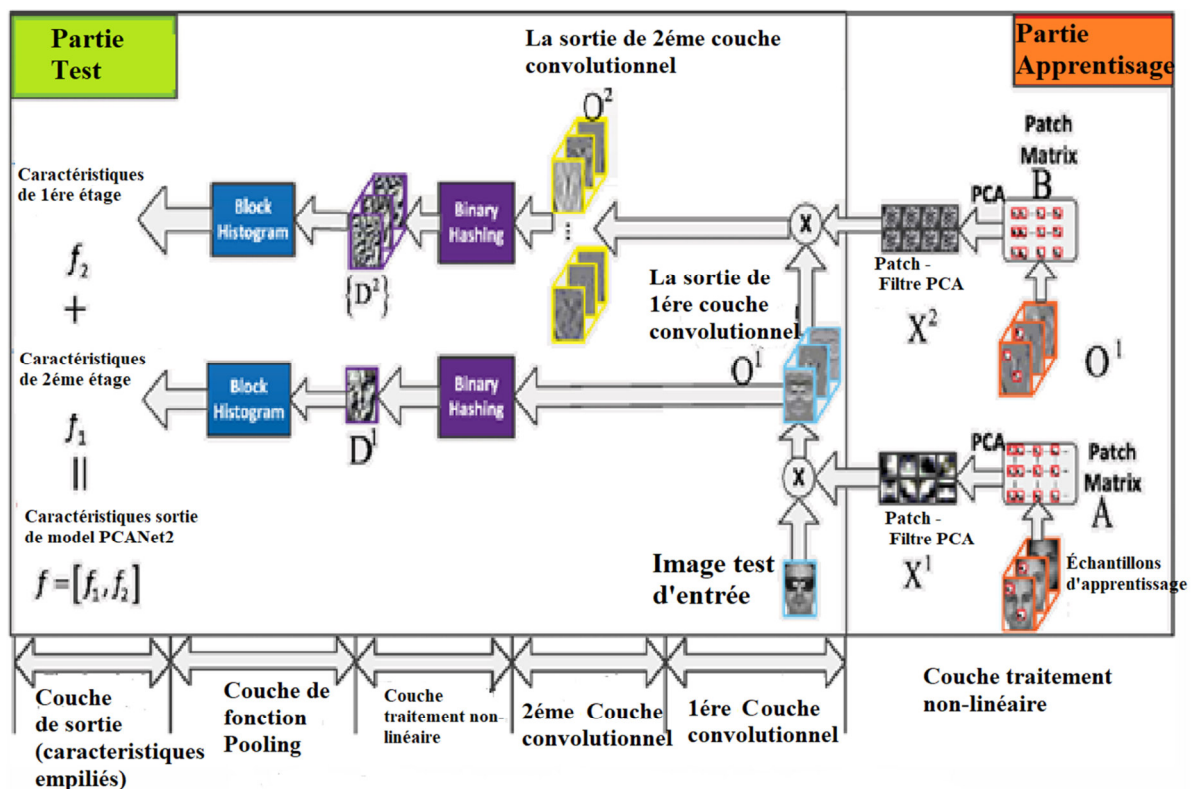 Partie
Test
La sortie de 2éme couche
convolutionnel
Partie
Apprentisage
O²
Patch
Matrix
B
PCA
Caractéristiques
de 1ére étage
Block
Histogram
Binary
Hashing
{D²}
X
Patch -
Filtre PCA
X²
O¹
f₂
+
La sortie de
1ére couche
convolutionnel
O¹
Caractéristiques
de 2éme étage
Block
Histogram
D¹
Binary
Hashing
f₁
=
X
PCA
Patch
Matrix
A
Patch -
Filtre PCA
X¹
Caractéristiques sortie
de model PCANet2
f = [f₁, f₂]
Image test
d'entrée
Échantillons
d'apprentissage
Couche
de sortie
(caracteristiques
empiliés)
Couche de
fonction
Pooling
Couche
traitement non-
linéaire
2éme Couche
convolutionnel
1ére Couche
convolutionnel
Couche traitement
non-linéaire